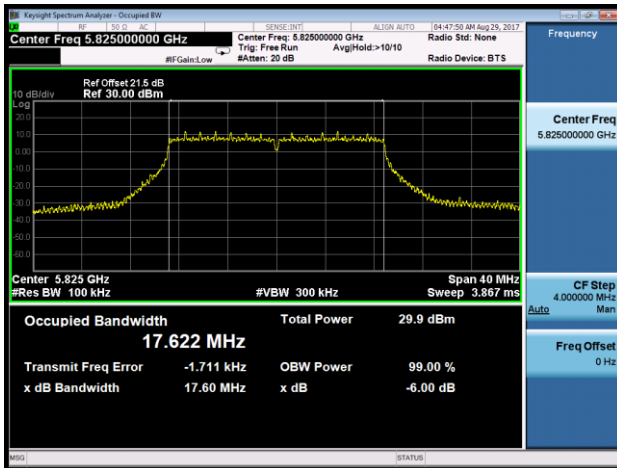 Keysight Spectrum Analyzer - Occupied BW
RF 50 Ω AC SENSE:INT ALIGN AUTO 04:47:50 AM Aug 29, 2017
Center Freq 5.825000000 GHz
Center Freq: 5.825000000 GHz
Radio Std: None
Trig: Free Run Avg|Hold:>10/10
#IFGain:Low
#Atten: 20 dB
Radio Device: BTS
Ref Offset 21.5 dB
10 dB/div Ref 30.00 dBm
Log
20.0
10.0
0.00
-10.0
-20.0
-30.0
-40.0
-50.0
-60.0
Center 5.825 GHz Span 40 MHz
#Res BW 100 kHz #VBW 300 kHz Sweep 3.867 ms
Occupied Bandwidth Total Power 29.9 dBm
17.622 MHz
Transmit Freq Error -1.711 kHz OBW Power 99.00 %
x dB Bandwidth 17.60 MHz x dB -6.00 dB
MSG STATUS
Frequency
Center Freq
5.825000000 GHz
CF Step
4.000000 MHz
Auto Man
Freq Offset
0 Hz